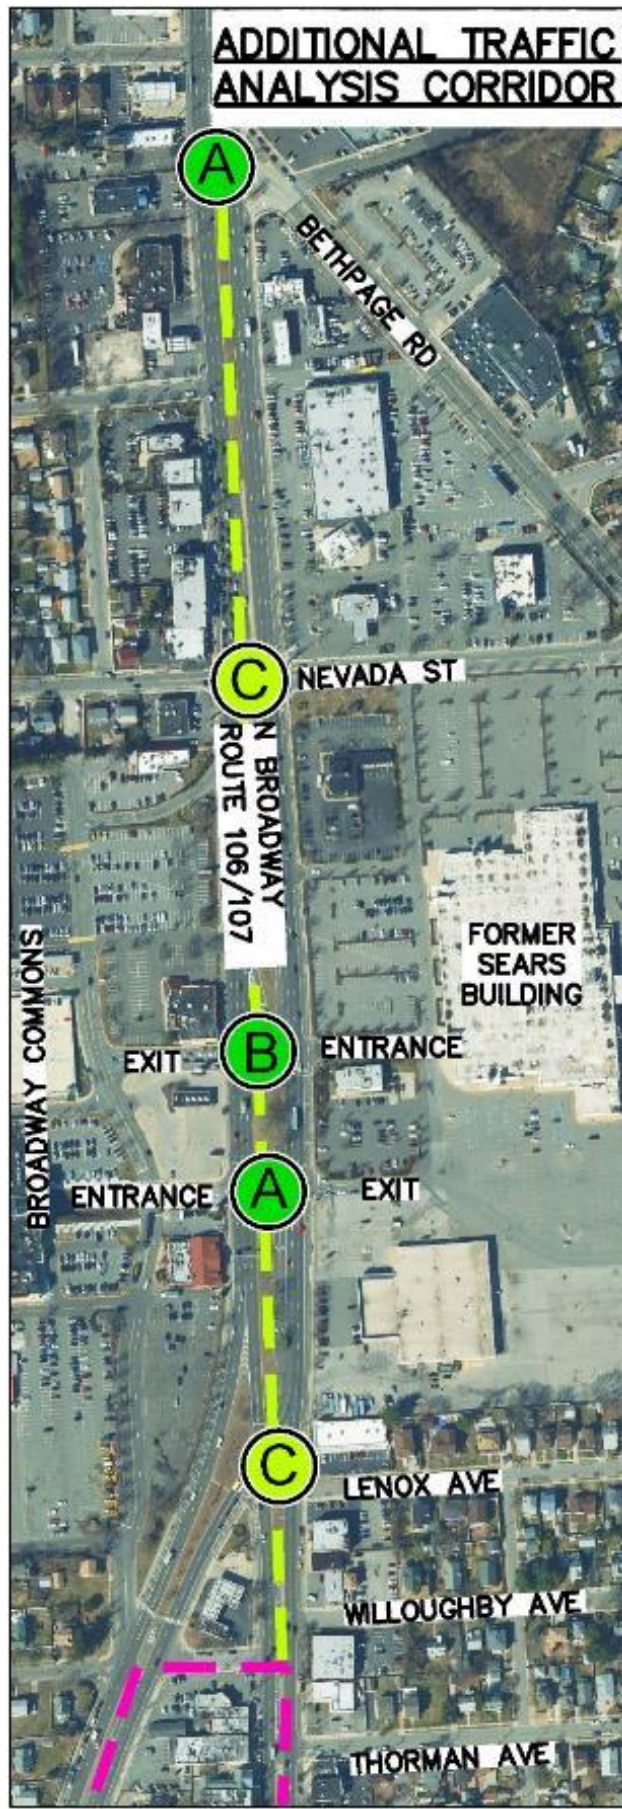 ADDITIONAL TRAFFIC
ANALYSIS CORRIDOR
A
BETHPAGE RD
C
NEVADA ST
N BROADWAY
ROUTE 106/107
FORMER
SEARS
BUILDING
BROADWAY COMMONS
EXIT
B
ENTRANCE
ENTRANCE
A
EXIT
C
LENOX AVE
WILLOUGHBY AVE
THORMAN AVE